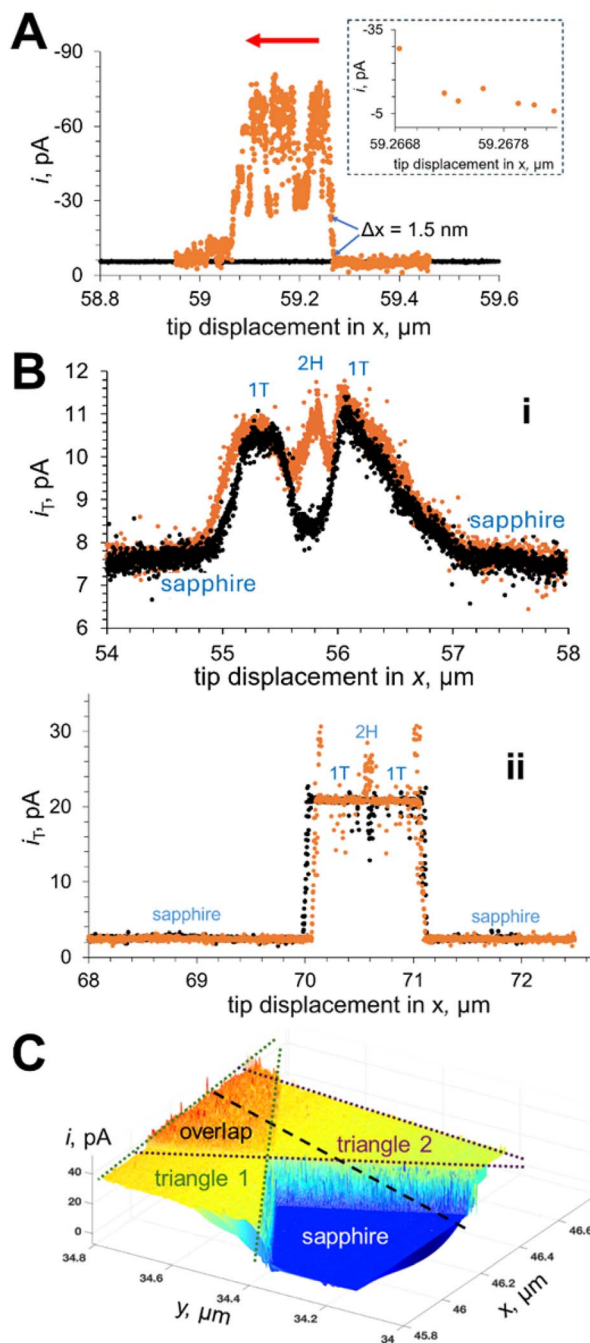 A
-90
-60
-30
0
i, pA
58.8 59 59.2 59.4 59.6
tip displacement in x, µm
Δx = 1.5 nm
-35
-5
i, pA
59.2668 59.2678
tip displacement in x, µm
B
i
12
11
10
9
8
7
6
iT, pA
1T 2H 1T
sapphire
sapphire
54 55 56 57 58
tip displacement in x, µm
ii
30
20
10
0
iT, pA
2H
1T 1T
sapphire sapphire
68 69 70 71 72
tip displacement in x, µm
C
i, pA
40
20
0
overlap
triangle 1
triangle 2
sapphire
34.8
34.6
34.4
34.2
34
y, µm
45.8
46
46.2
46.4
46.6
x, µm